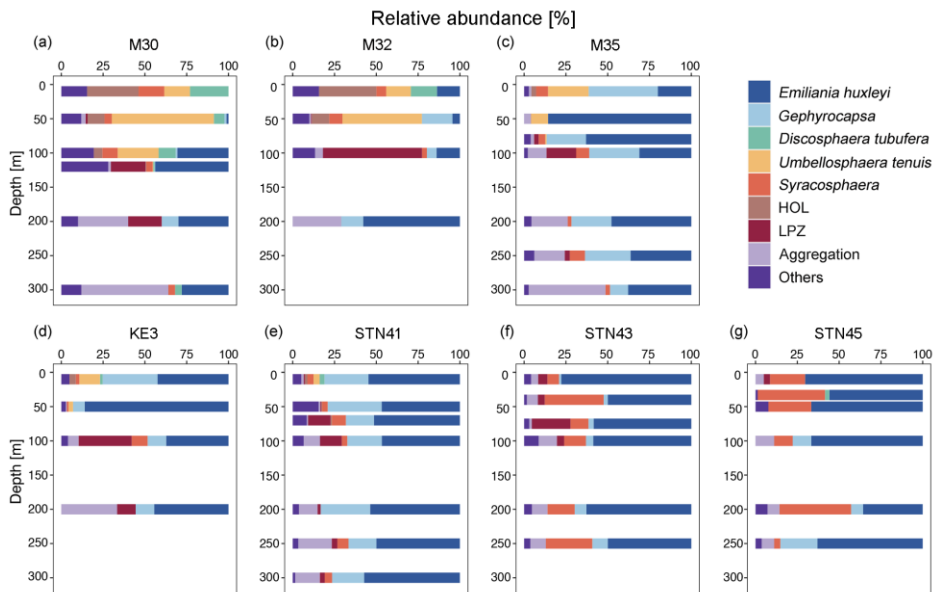 Relative abundance [%]
(a) M30 (b) M32 (c) M35
0 25 50 75 100 0 25 50 75 100 0 25 50 75 100
Depth [m]
0
50
100
150
200
250
300
Emiliania huxleyi
Gephyrocapsa
Discosphaera tubufera
Umbellosphaera tenuis
Syracosphaera
HOL
LPZ
Aggregation
Others
(d) KE3 (e) STN41 (f) STN43 (g) STN45
0 25 50 75 100 0 25 50 75 100 0 25 50 75 100 0 25 50 75 100
Depth [m]
0
50
100
150
200
250
300